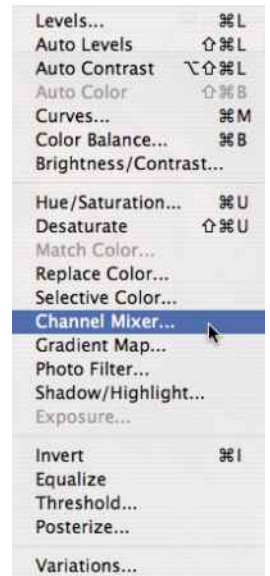 Levels... ⌘L
Auto Levels ⇧⌘L
Auto Contrast ⌥⇧⌘L
Auto Color ⇧⌘B
Curves... ⌘M
Color Balance... ⌘B
Brightness/Contrast...
Hue/Saturation... ⌘U
Desaturate ⇧⌘U
Match Color...
Replace Color...
Selective Color...
Channel Mixer...
Gradient Map...
Photo Filter...
Shadow/Highlight...
Exposure...
Invert ⌘I
Equalize
Threshold...
Posterize...
Variations...